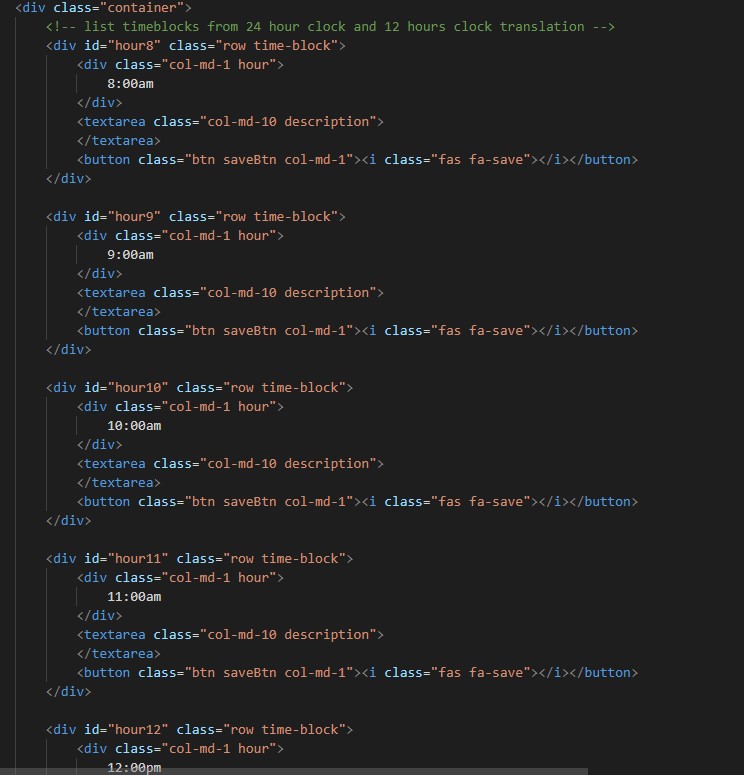 <div class="container">
<!-- list timeblocks from 24 hour clock and 12 hours clock translation -->
<div id="hour8" class="row time-block">
<div class="col-md-1 hour">
8:00am
</div>
<textarea class="col-md-10 description">
</textarea>
<button class="btn saveBtn col-md-1"><i class="fas fa-save"></i></button>
</div>
<div id="hour9" class="row time-block">
<div class="col-md-1 hour">
9:00am
</div>
<textarea class="col-md-10 description">
</textarea>
<button class="btn saveBtn col-md-1"><i class="fas fa-save"></i></button>
</div>
<div id="hour10" class="row time-block">
<div class="col-md-1 hour">
10:00am
</div>
<textarea class="col-md-10 description">
</textarea>
<button class="btn saveBtn col-md-1"><i class="fas fa-save"></i></button>
</div>
<div id="hour11" class="row time-block">
<div class="col-md-1 hour">
11:00am
</div>
<textarea class="col-md-10 description">
</textarea>
<button class="btn saveBtn col-md-1"><i class="fas fa-save"></i></button>
</div>
<div id="hour12" class="row time-block">
<div class="col-md-1 hour">
12:00pm